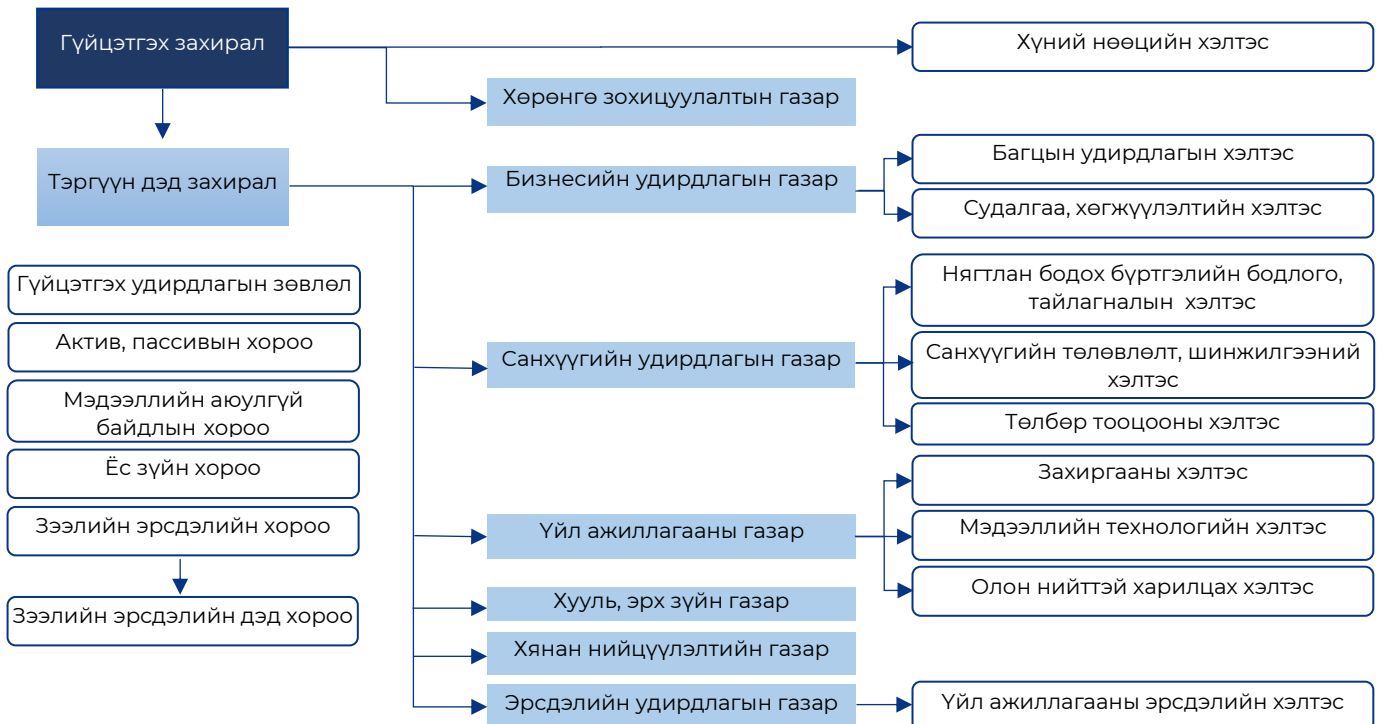 Гүйцэтгэх захирал
Хүний нөөцийн хэлтэс
Хөрөнгө зохицуулалтын газар
Тэргүүн дэд захирал
Бизнесийн удирдлагын газар
Багцын удирдлагын хэлтэс
Судалгаа, хөгжүүлэлтийн хэлтэс
Гүйцэтгэх удирдлагын зөвлөл
Актив, пассивын хороо
Мэдээллийн аюулгүй
байдлын хороо
Ёс зүйн хороо
Зээлийн эрсдэлийн хороо
Зээлийн эрсдэлийн дэд хороо
Санхүүгийн удирдлагын газар
Нягтлан бодох бүртгэлийн бодлого,
тайлагналын хэлтэс
Санхүүгийн төлөвлөлт, шинжилгээний
хэлтэс
Төлбөр тооцооны хэлтэс
Үйл ажиллагааны газар
Захиргааны хэлтэс
Мэдээллийн технологийн хэлтэс
Олон нийттэй харилцах хэлтэс
Хууль, эрх зүйн газар
Хянан нийцүүлэлтийн газар
Эрсдэлийн удирдлагын газар
Үйл ажиллагааны эрсдэлийн хэлтэс